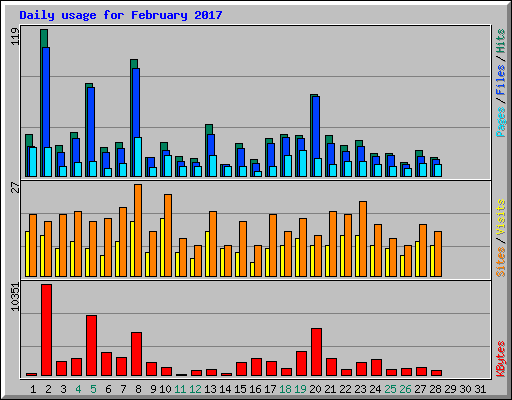 Daily usage for February 2017
119
Pages / Files / Hits
27
Sites / Visits
10351
KBytes
1 2 3 4 5 6 7 8 9 10 11 12 13 14 15 16 17 18 19 20 21 22 23 24 25 26 27 28 29 30 31